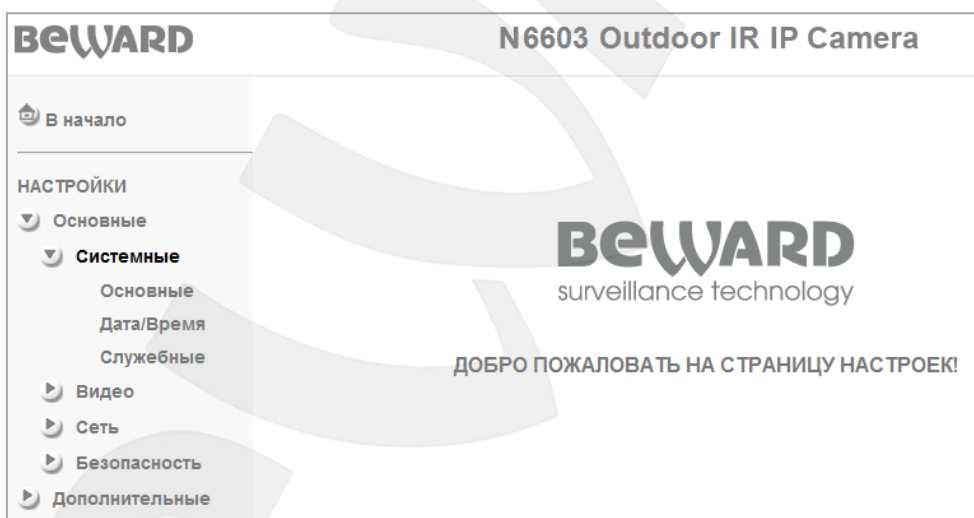 BEWARD
N6603 Outdoor IR IP Camera
В начало
НАСТРОЙКИ
Основные
Системные
Основные
Дата/Время
Служебные
Видео
Сеть
Безопасность
Дополнительные
BEWARD
surveillance technology
ДОБРО ПОЖАЛОВАТЬ НА СТРАНИЦУ НАСТРОЕК!